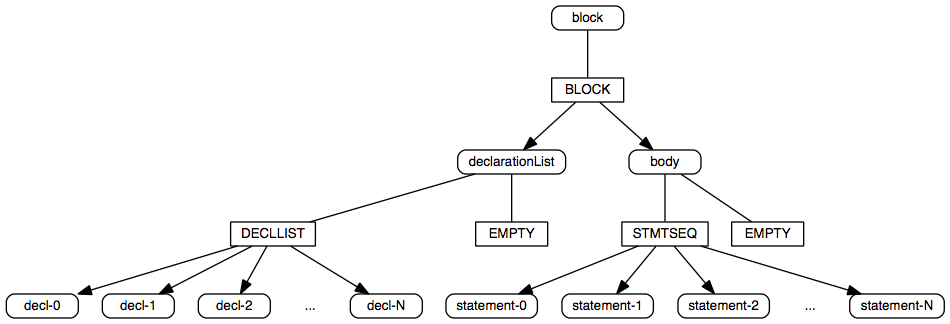 block
BLOCK
declarationList
body
DECLLIST
EMPTY
STMTSEQ
EMPTY
decl-0
decl-1
decl-2
...
decl-N
statement-0
statement-1
statement-2
...
statement-N